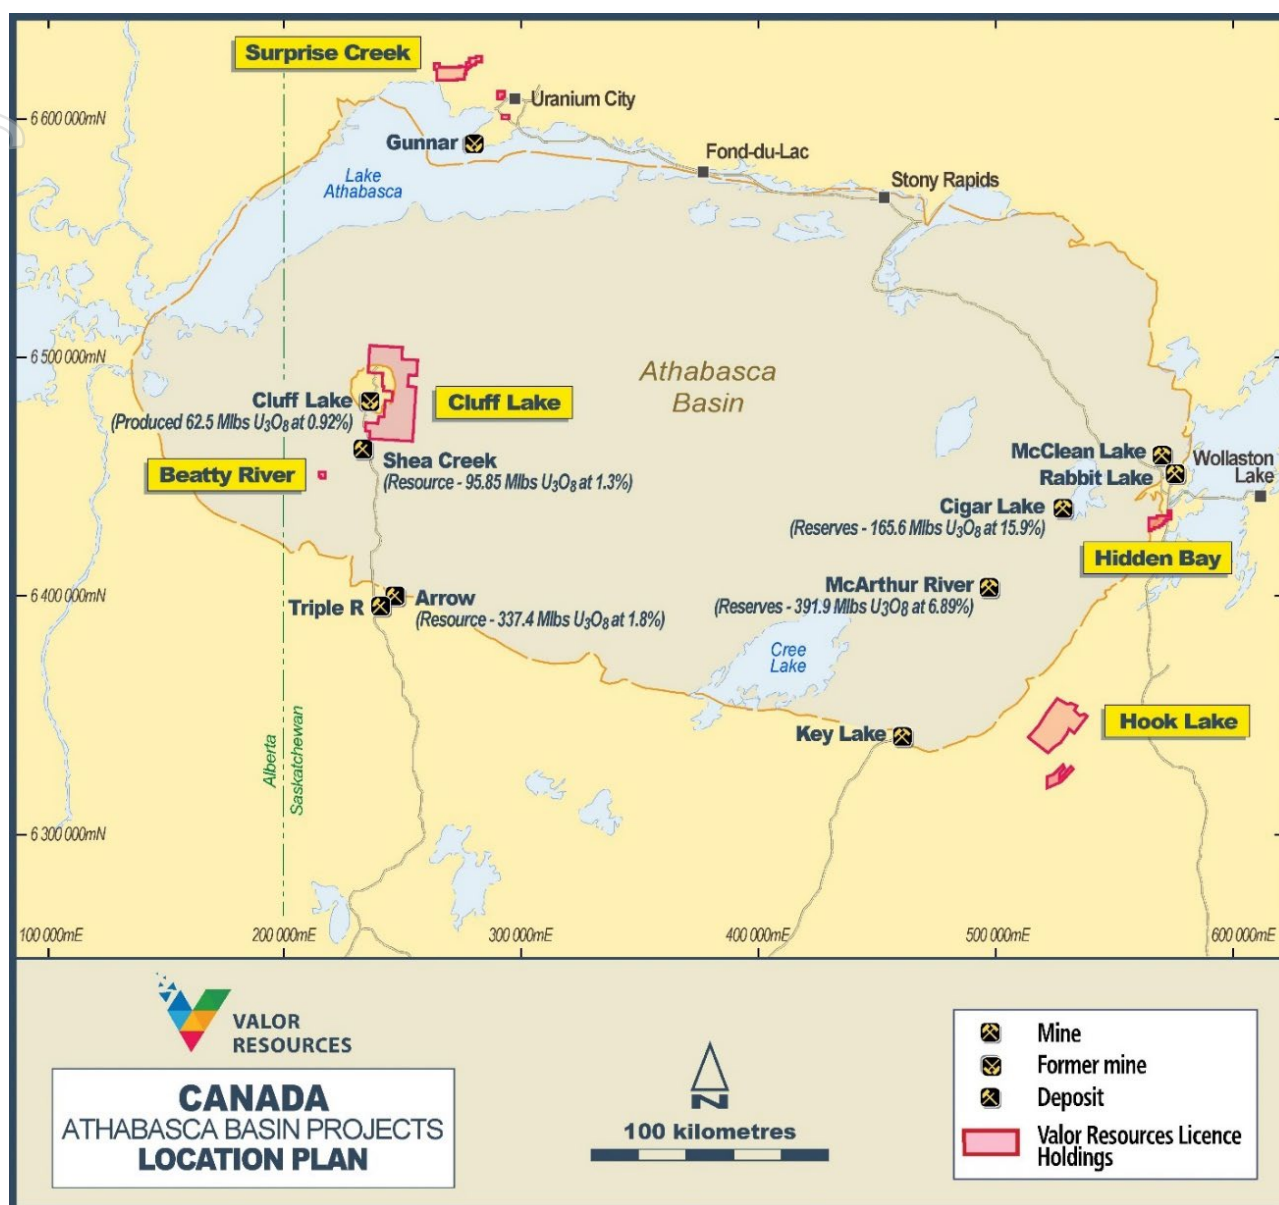 Surprise Creek
Uranium City
6 600 000mN
Gunnar
Fond-du-Lac
Lake
Athabasca
Stony Rapids
6 500 000mN
Athabasca
Basin
Cluff Lake
(Produced 62.5 Mlbs U₃O₈ at 0.92%)
Cluff Lake
Shea Creek
(Resource - 95.85 Mlbs U₃O₈ at 1.3%)
Beatty River
McClean Lake
Rabbit Lake
Wollaston
Lake
Cigar Lake
(Reserves - 165.6 Mlbs U₃O₈ at 15.9%)
Hidden Bay
6 400 000mN
Triple R
Arrow
(Resource - 337.4 Mlbs U₃O₈ at 1.8%)
McArthur River
(Reserves - 391.9 Mlbs U₃O₈ at 6.89%)
Cree
Lake
Key Lake
Hook Lake
Alberta
Saskatchewan
6 300 000mN
100 000mE
200 000mE
300 000mE
400 000mE
500 000mE
600 000mE
VALOR
RESOURCES
CANADA
ATHABASCA BASIN PROJECTS
LOCATION PLAN
N
100 kilometres
Mine
Former mine
Deposit
Valor Resources Licence
Holdings